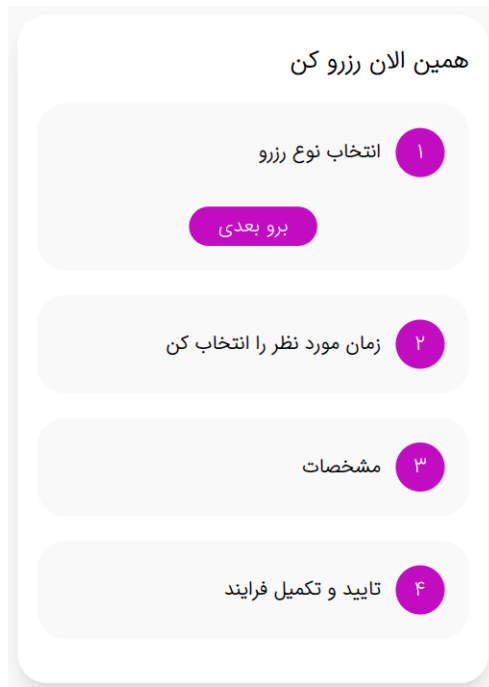 همین الان رزرو کن
۱ انتخاب نوع رزرو
برو بعدی
۲ زمان مورد نظر را انتخاب کن
۳ مشخصات
۴ تایید و تکمیل فرایند